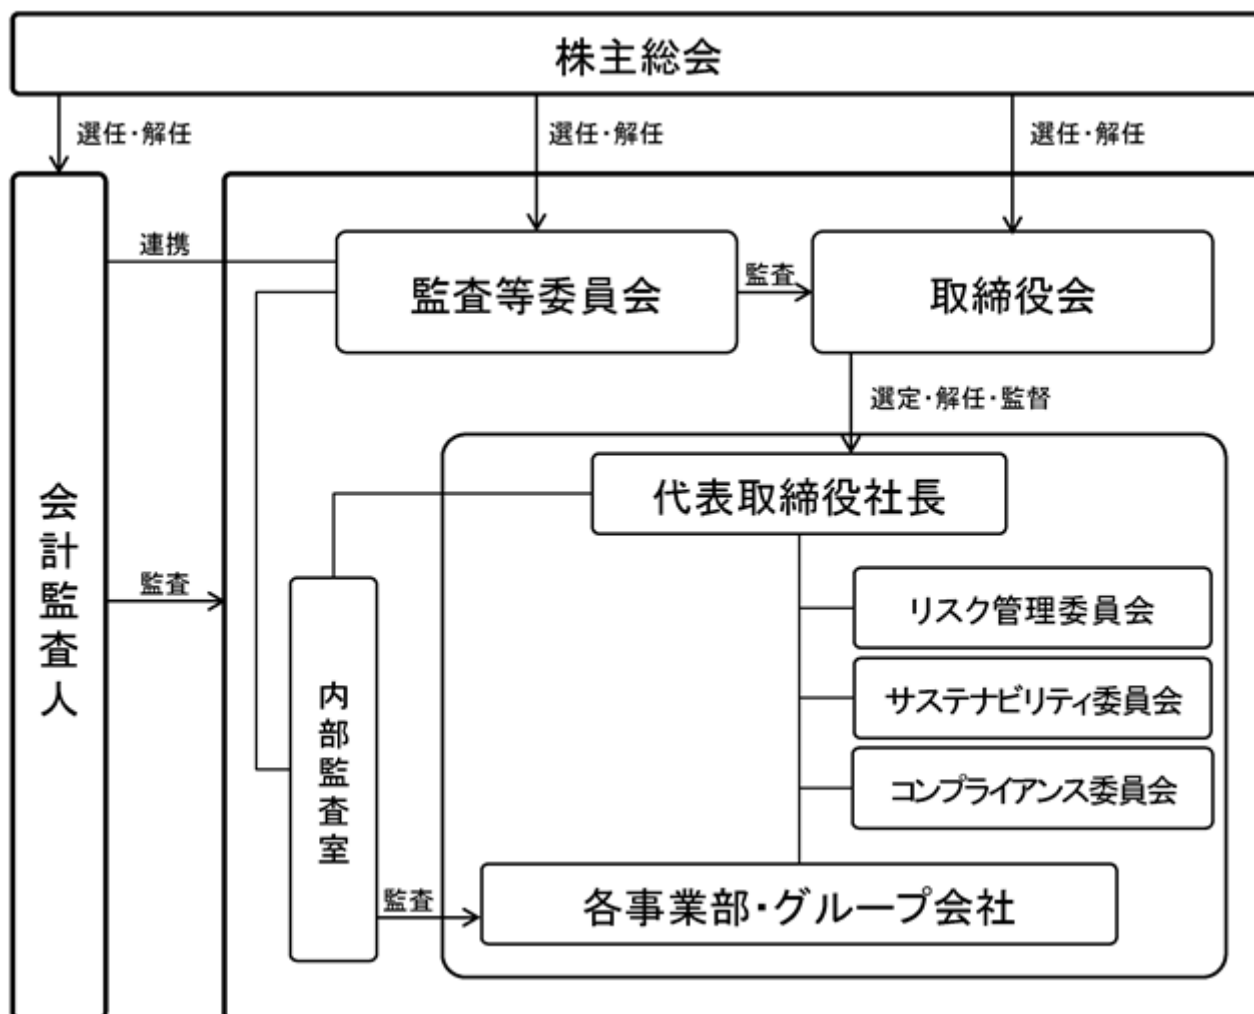 株主総会
選任・解任
選任・解任
選任・解任
連携
監査等委員会
監査
取締役会
選定・解任・監督
代表取締役社長
会計監査人
監査
リスク管理委員会
サステナビリティ委員会
コンプライアンス委員会
内部監査室
監査
各事業部・グループ会社